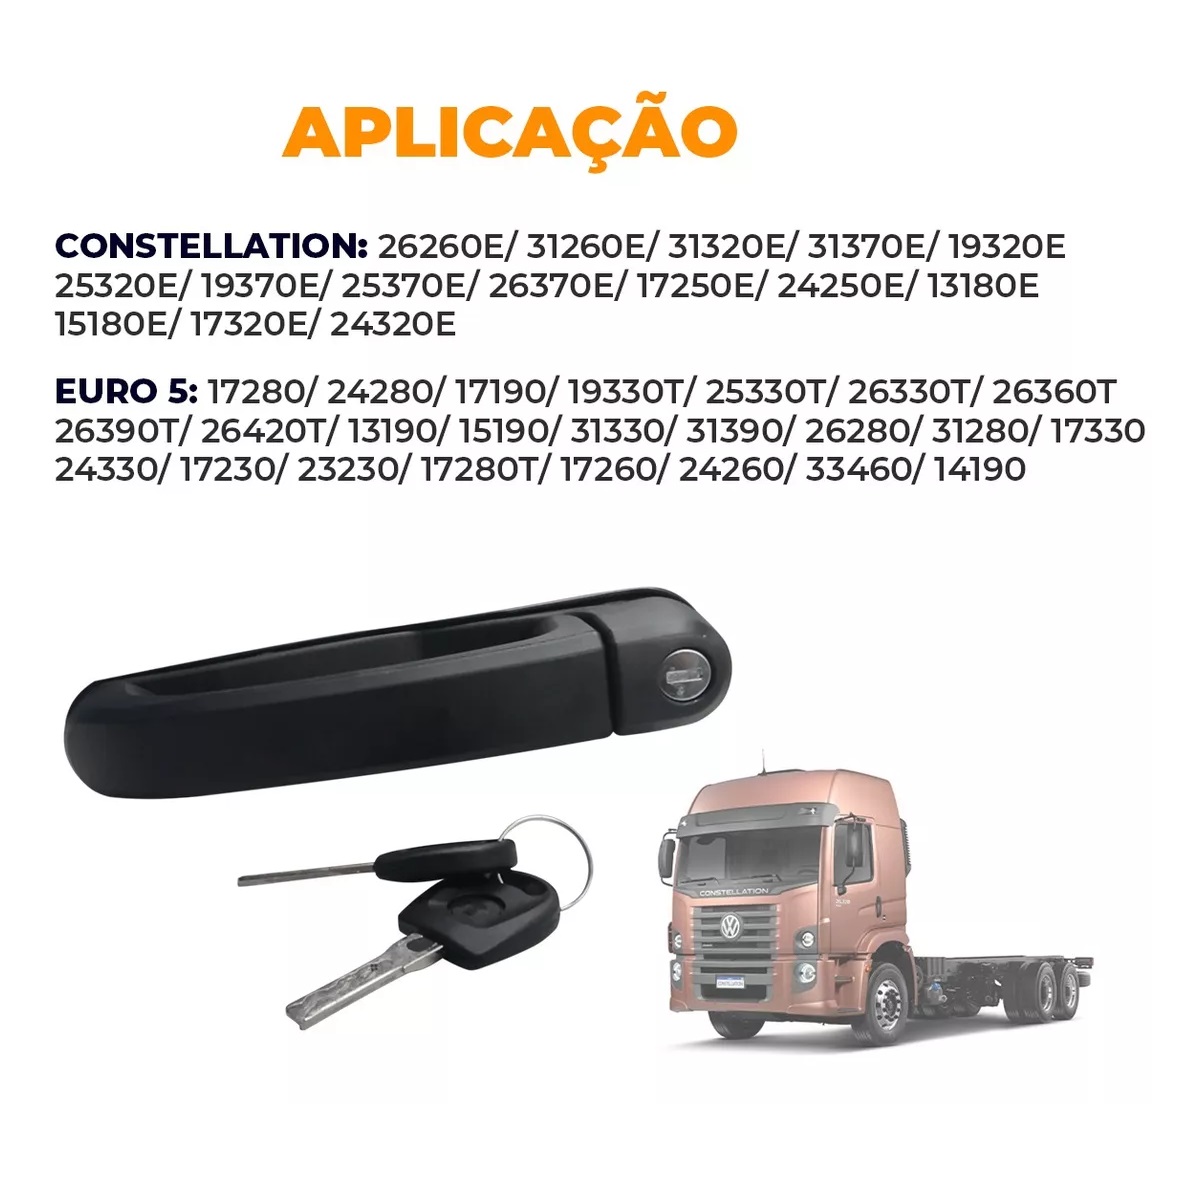 APLICAÇÃO
CONSTELLATION: 26260E/ 31260E/ 31320E/ 31370E/ 19320E
25320E/ 19370E/ 25370E/ 26370E/ 17250E/ 24250E/ 13180E
15180E/ 17320E/ 24320E
EURO 5: 17280/ 24280/ 17190/ 19330T/ 25330T/ 26330T/ 26360T
26390T/ 26420T/ 13190/ 15190/ 31330/ 31390/ 26280/ 31280/ 17330
24330/ 17230/ 23230/ 17280T/ 17260/ 24260/ 33460/ 14190
CONSTELLATION
CONSTELLATION